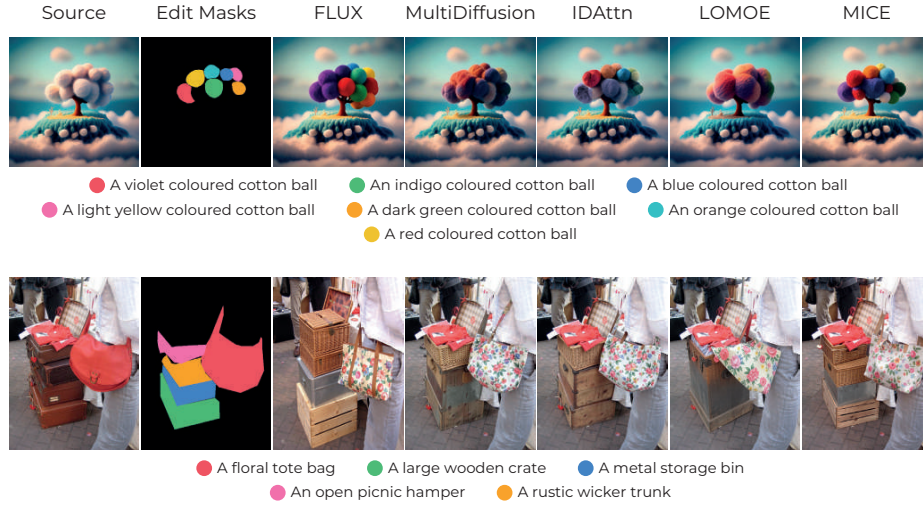 Source Edit Masks FLUX MultiDiffusion IDAttn LOMOE MICE
A violet coloured cotton ball An indigo coloured cotton ball A blue coloured cotton ball
A light yellow coloured cotton ball A dark green coloured cotton ball An orange coloured cotton ball
A red coloured cotton ball
A floral tote bag A large wooden crate A metal storage bin
An open picnic hamper A rustic wicker trunk